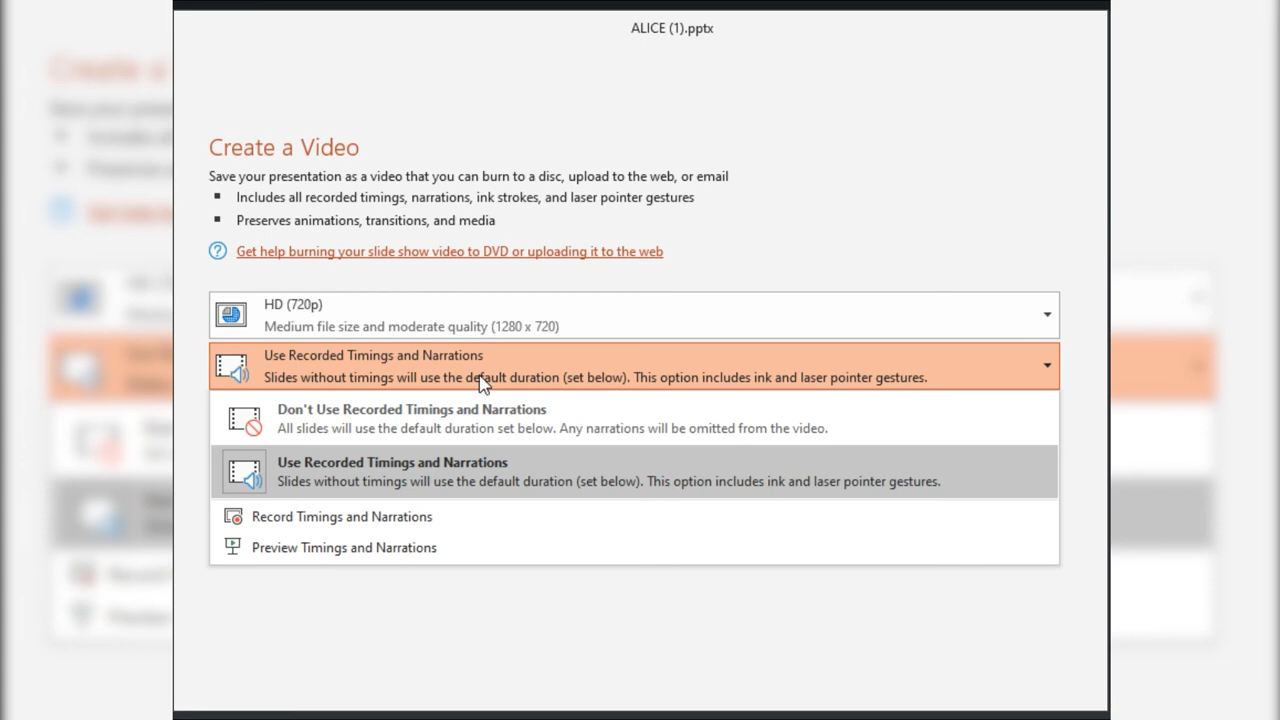 ALICE (1).pptx
Create a Video
Save your presentation as a video that you can burn to a disc, upload to the web, or email
Includes all recorded timings, narrations, ink strokes, and laser pointer gestures
Preserves animations, transitions, and media
Get help burning your slide show video to DVD or uploading it to the web
HD (720p)
Medium file size and moderate quality (1280 x 720)
Use Recorded Timings and Narrations
Slides without timings will use the default duration (set below). This option includes ink and laser pointer gestures.
Don't Use Recorded Timings and Narrations
All slides will use the default duration set below. Any narrations will be omitted from the video.
Use Recorded Timings and Narrations
Slides without timings will use the default duration (set below). This option includes ink and laser pointer gestures.
Record Timings and Narrations
Preview Timings and Narrations